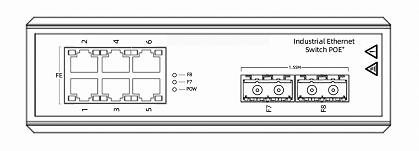 2 4 6
Industrial Ethernet
Switch POE+
FE
F8
F7
POW
1.55M
1 3 5
F7 F8